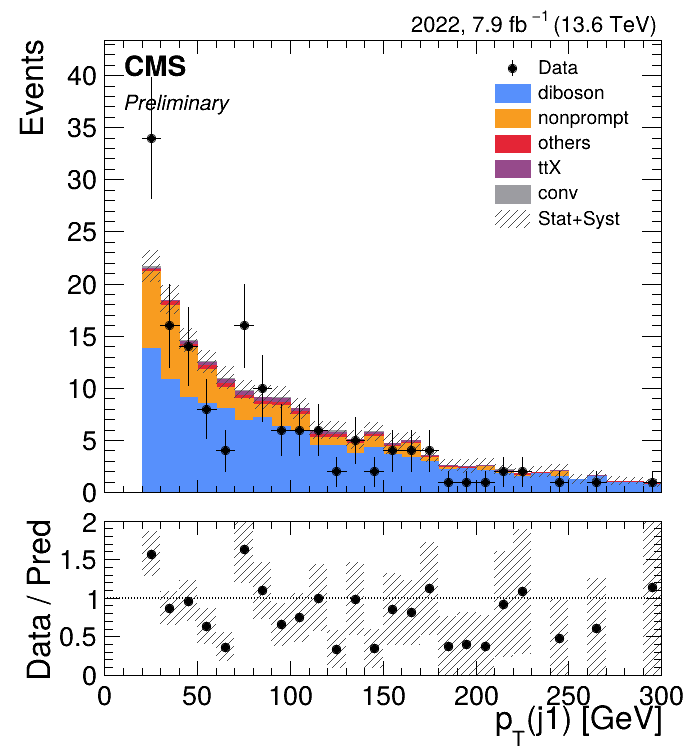 2022, 7.9 fb⁻¹ (13.6 TeV)
CMS
Preliminary
Events
40
35
30
25
20
15
10
5
0
Data
diboson
nonprompt
others
ttX
conv
Stat+Syst
Data / Pred
2
1.5
1
0.5
0
0 50 100 150 200 250 300
p_T(j1) [GeV]